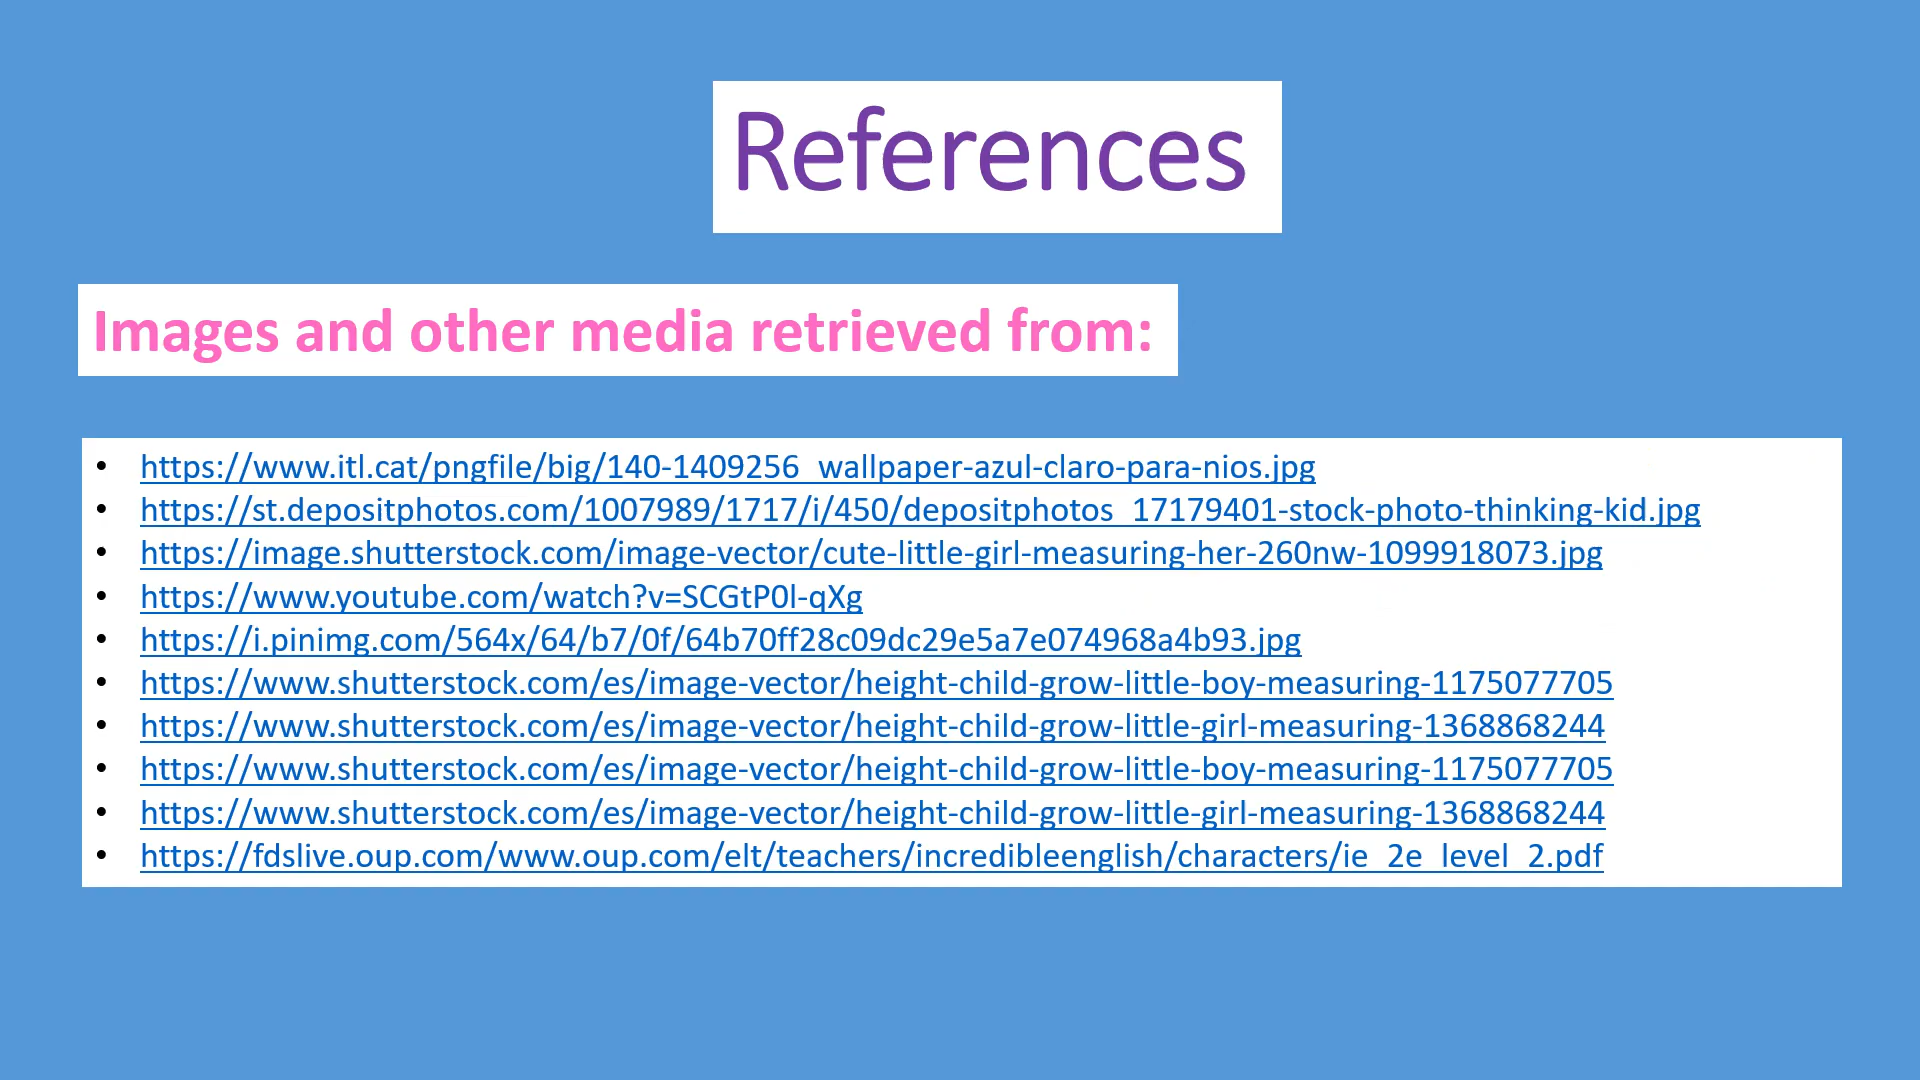 References
Images and other media retrieved from:
• https://www.itl.cat/pngfile/big/140-1409256_wallpaper-azul-claro-para-nios.jpg
• https://st.depositphotos.com/1007989/1717/i/450/depositphotos_17179401-stock-photo-thinking-kid.jpg
• https://image.shutterstock.com/image-vector/cute-little-girl-measuring-her-260nw-1099918073.jpg
• https://www.youtube.com/watch?v=SCGtP0l-qXg
• https://i.pinimg.com/564x/64/b7/0f/64b70ff28c09dc29e5a7e074968a4b93.jpg
• https://www.shutterstock.com/es/image-vector/height-child-grow-little-boy-measuring-1175077705
• https://www.shutterstock.com/es/image-vector/height-child-grow-little-girl-measuring-1368868244
• https://www.shutterstock.com/es/image-vector/height-child-grow-little-boy-measuring-1175077705
• https://www.shutterstock.com/es/image-vector/height-child-grow-little-girl-measuring-1368868244
• https://fdslive.oup.com/www.oup.com/elt/teachers/incredibleenglish/characters/ie_2e_level_2.pdf